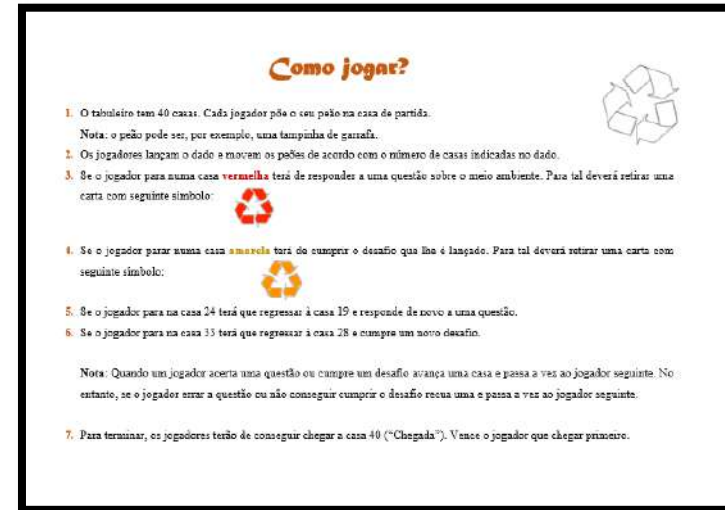 Como jogar?
1. O tabuleiro tem 40 casas. Cada jogador põe o seu peão na casa de partida.
Nota: o peão pode ser, por exemplo, uma tampinha de garrafa.
2. Os jogadores lançam o dado e movem os peões de acordo com o número de casas indicadas no dado.
3. Se o jogador para numa casa vermelha terá de responder a uma questão sobre o meio ambiente. Para tal deverá retirar uma
carta com seguinte símbolo:
4. Se o jogador parar numa casa amarela terá de cumprir o desafio que lhe é lançado. Para tal deverá retirar uma carta com
seguinte símbolo:
5. Se o jogador para na casa 24 terá que regressar à casa 19 e responde de novo a uma questão.
6. Se o jogador para na casa 33 terá que regressar à casa 28 e cumpre um novo desafio.
Nota: Quando um jogador acerta uma questão ou cumpre um desafio avança uma casa e passa a vez ao jogador seguinte. No
entanto, se o jogador errar a questão ou não conseguir cumprir o desafio recua uma e passa a vez ao jogador seguinte.
7. Para terminar, os jogadores terão de conseguir chegar a casa 40 (“Chegada”). Vence o jogador que chegar primeiro.